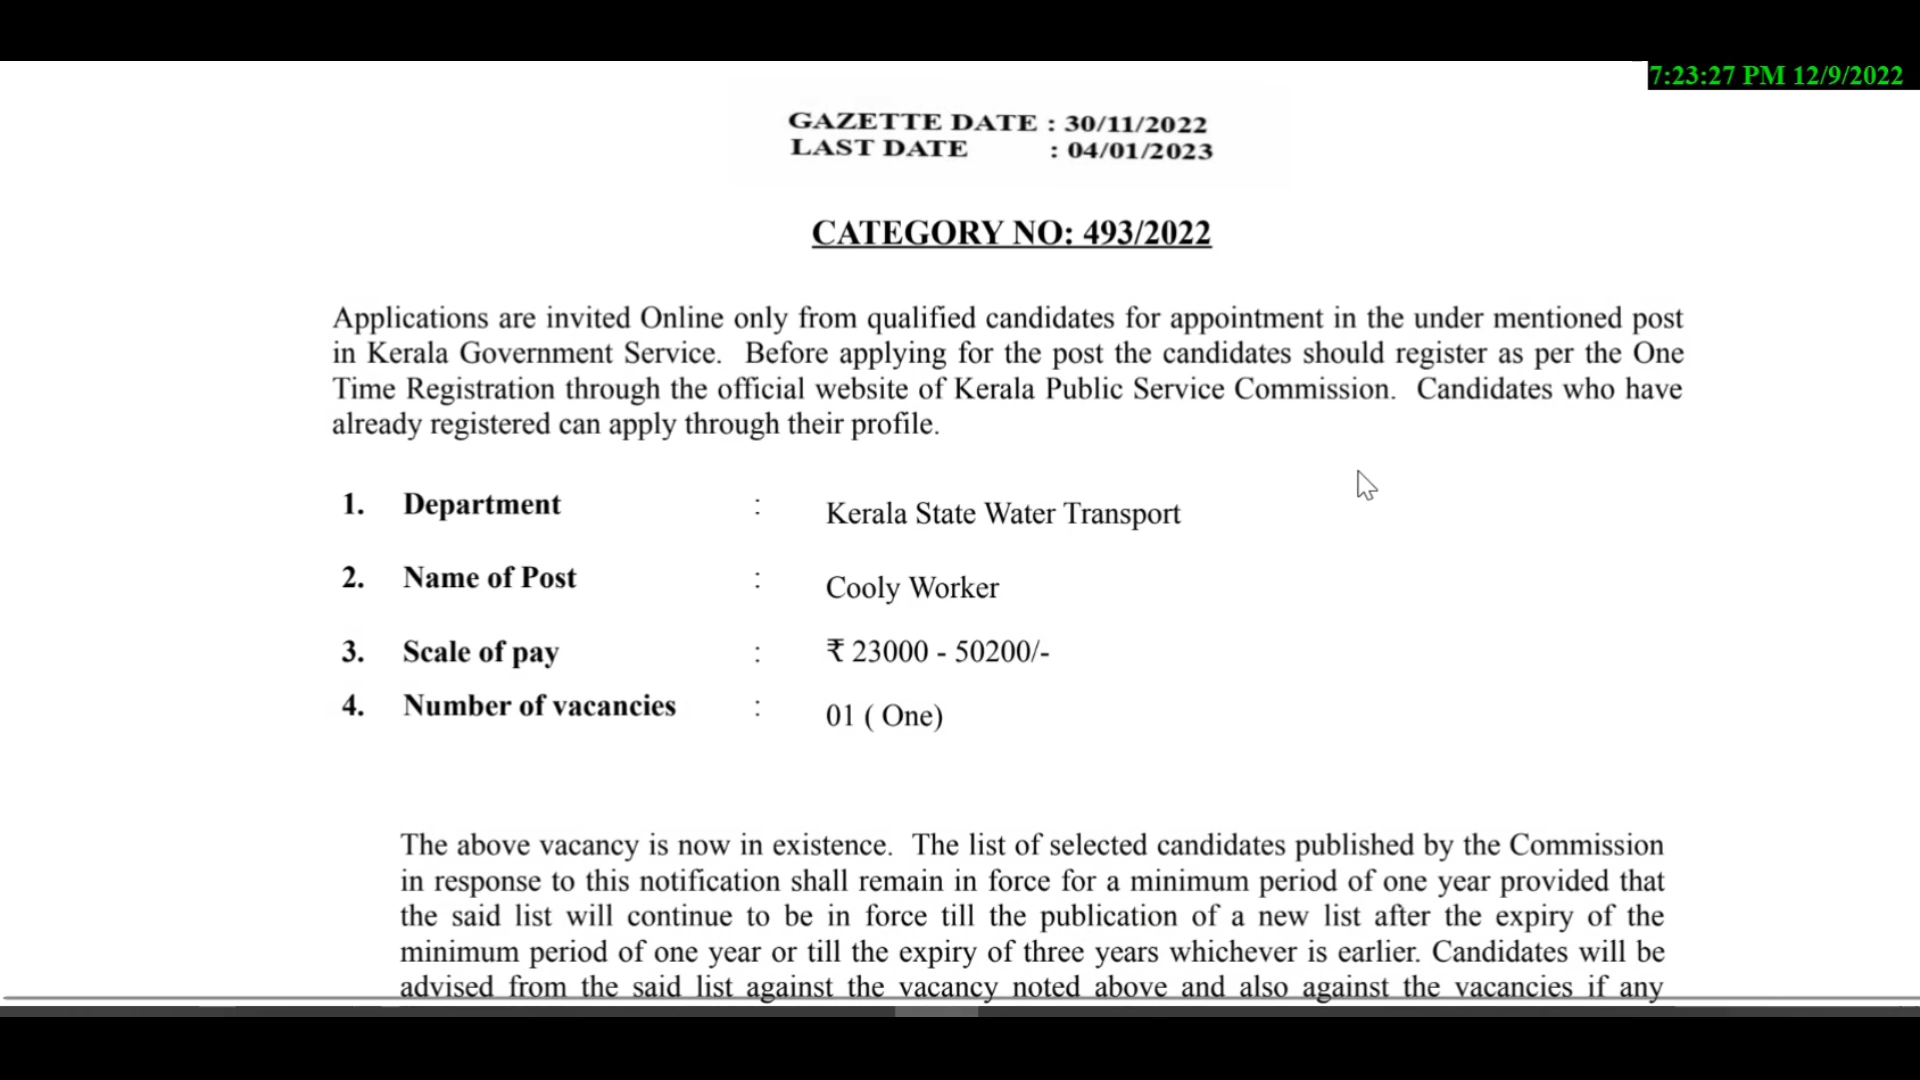 7:23:27 PM 12/9/2022
GAZETTE DATE : 30/11/2022
LAST DATE : 04/01/2023
CATEGORY NO: 493/2022
Applications are invited Online only from qualified candidates for appointment in the under mentioned post
in Kerala Government Service. Before applying for the post the candidates should register as per the One
Time Registration through the official website of Kerala Public Service Commission. Candidates who have
already registered can apply through their profile.
1. Department : Kerala State Water Transport
2. Name of Post : Cooly Worker
3. Scale of pay : ₹ 23000 - 50200/-
4. Number of vacancies : 01 ( One)
The above vacancy is now in existence. The list of selected candidates published by the Commission
in response to this notification shall remain in force for a minimum period of one year provided that
the said list will continue to be in force till the publication of a new list after the expiry of the
minimum period of one year or till the expiry of three years whichever is earlier. Candidates will be
advised from the said list against the vacancy noted above and also against the vacancies if any